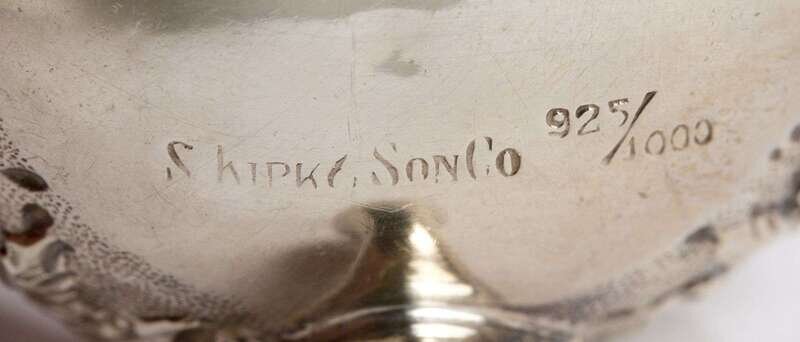 S. KIRK & SON CO 925/1000